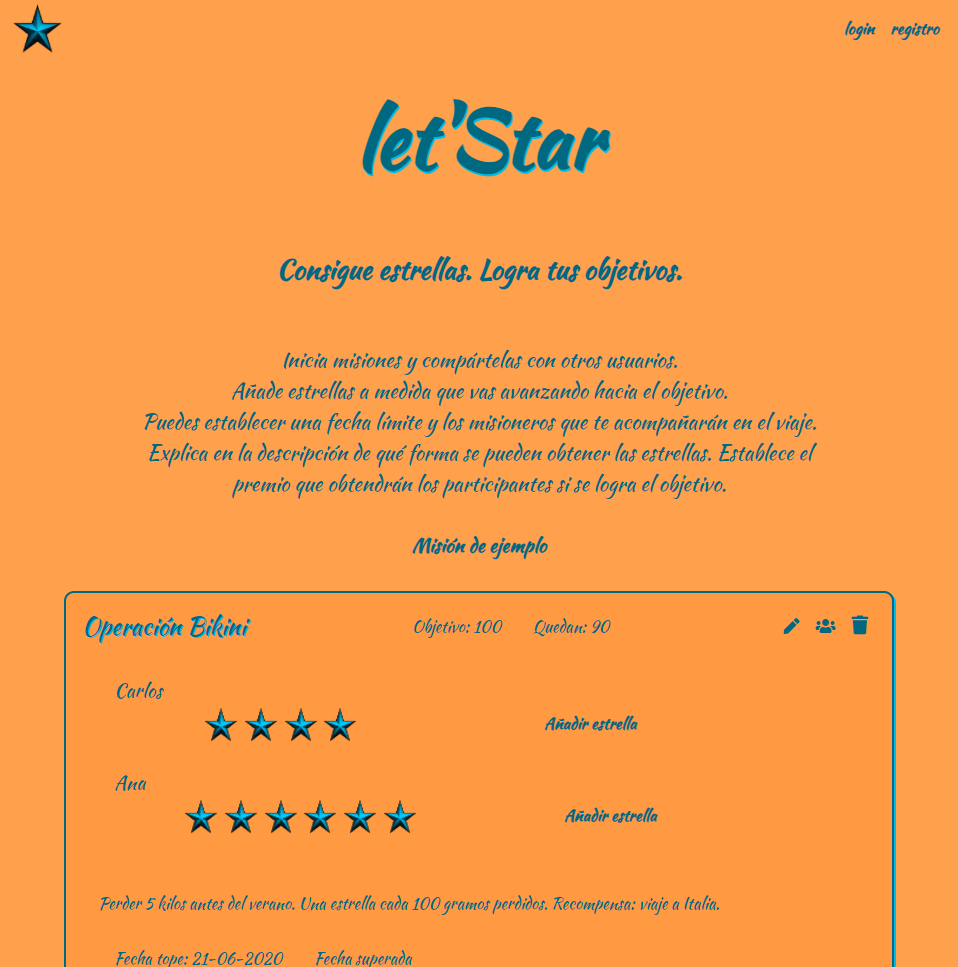 login registro
let'Star
Consigue estrellas. Logra tus objetivos.
Inicia misiones y compártelas con otros usuarios.
Añade estrellas a medida que vas avanzando hacia el objetivo.
Puedes establecer una fecha límite y los misioneros que te acompañarán en el viaje.
Explica en la descripción de qué forma se pueden obtener las estrellas. Establece el
premio que obtendrán los participantes si se logra el objetivo.
Misión de ejemplo
Operación Bikini Objetivo: 100 Quedan: 90
Carlos
Añadir estrella
Ana
Añadir estrella
Perder 5 kilos antes del verano. Una estrella cada 100 gramos perdidos. Recompensa: viaje a Italia.
Fecha tope: 21-06-2020 Fecha superada